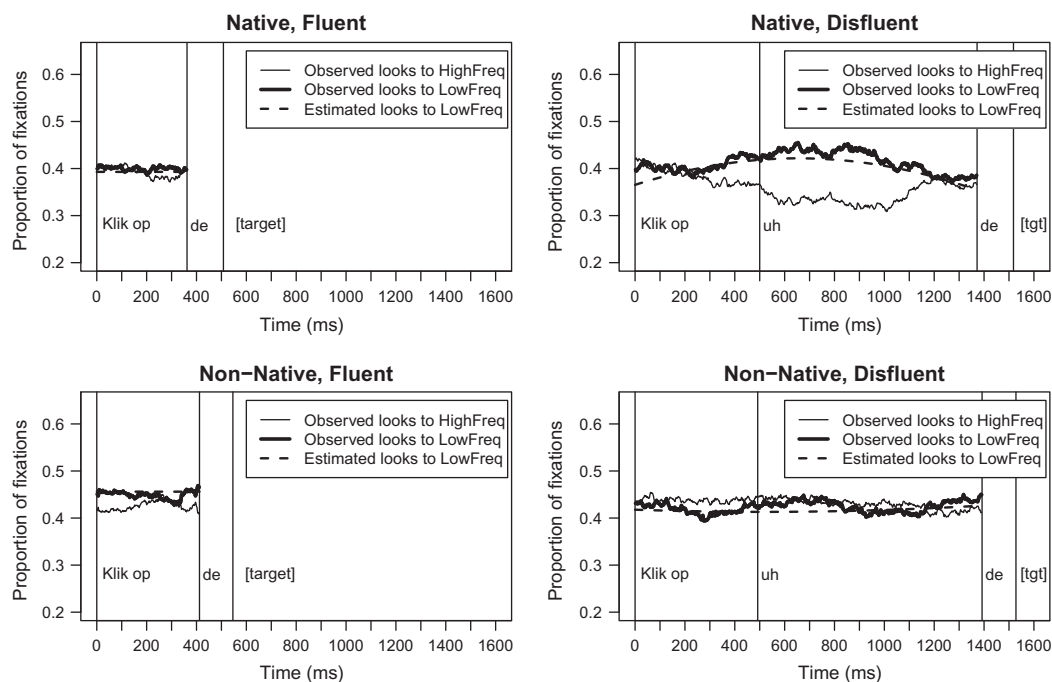 Native, Fluent
Proportion of fixations
0.6
0.5
0.4
0.3
0.2
Observed looks to HighFreq
Observed looks to LowFreq
Estimated looks to LowFreq
Klik op
de
[target]
0 200 400 600 800 1000 1200 1400 1600
Time (ms)
Native, Disfluent
Proportion of fixations
0.6
0.5
0.4
0.3
0.2
Observed looks to HighFreq
Observed looks to LowFreq
Estimated looks to LowFreq
Klik op
uh
de
[tgt]
0 200 400 600 800 1000 1200 1400 1600
Time (ms)
Non−Native, Fluent
Proportion of fixations
0.6
0.5
0.4
0.3
0.2
Observed looks to HighFreq
Observed looks to LowFreq
Estimated looks to LowFreq
Klik op
de
[target]
0 200 400 600 800 1000 1200 1400 1600
Time (ms)
Non−Native, Disfluent
Proportion of fixations
0.6
0.5
0.4
0.3
0.2
Observed looks to HighFreq
Observed looks to LowFreq
Estimated looks to LowFreq
Klik op
uh
de
[tgt]
0 200 400 600 800 1000 1200 1400 1600
Time (ms)